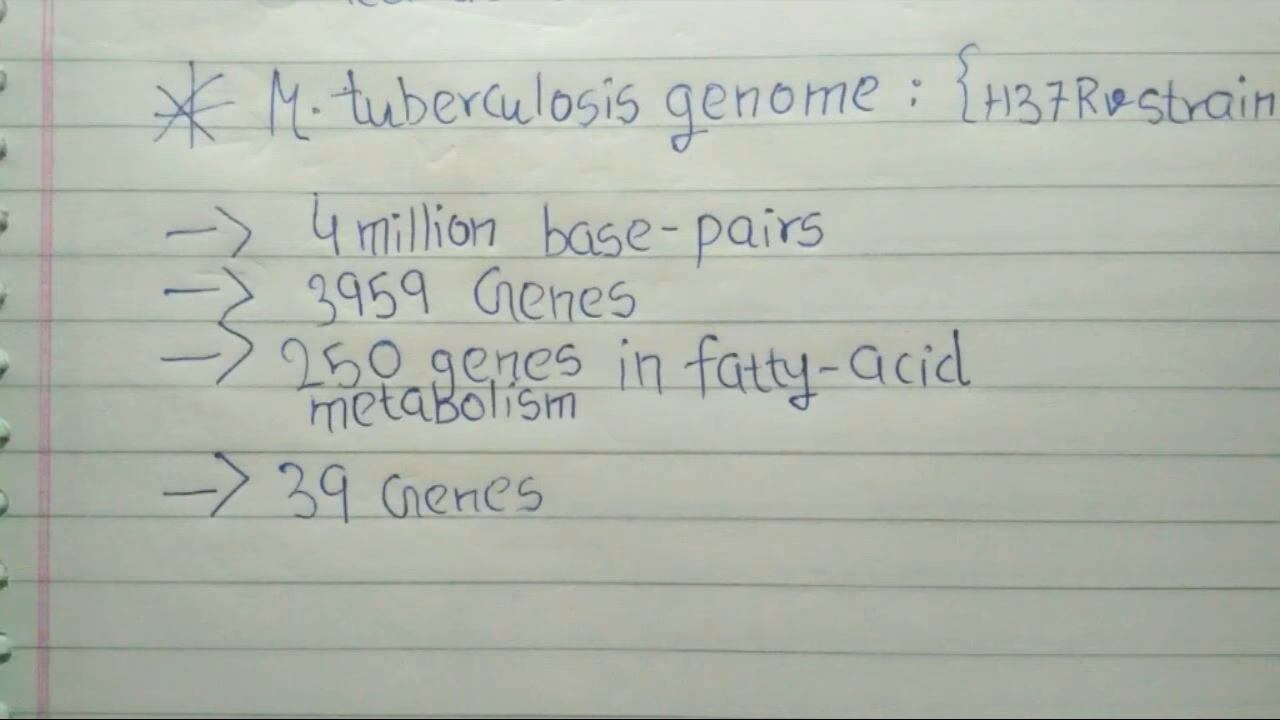 * M. tuberculosis genome : {H37Rv strain
→ 4 million base-pairs
→ 3959 Genes
→ 250 genes in fatty-acid
metabolism
→ 39 Genes